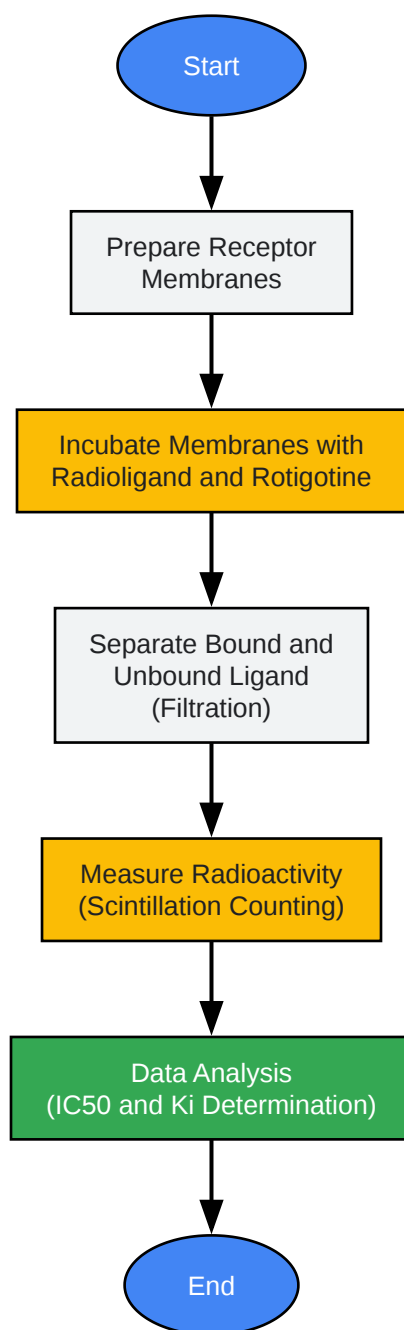 Start
Prepare Receptor
Membranes
Incubate Membranes with
Radioligand and Rotigotine
Separate Bound and
Unbound Ligand
(Filtration)
Measure Radioactivity
(Scintillation Counting)
Data Analysis
(IC50 and Ki Determination)
End